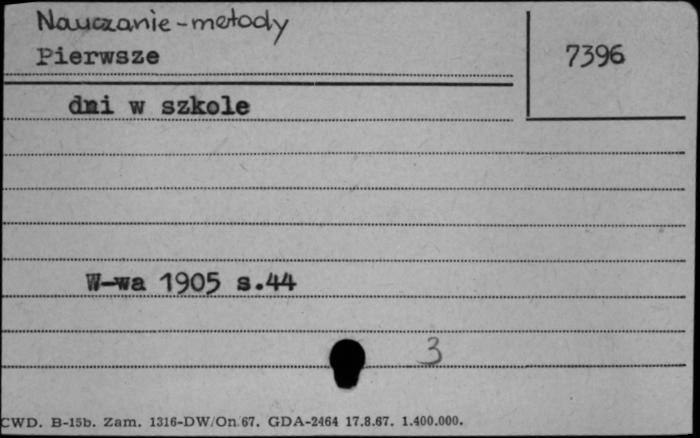 Nauczanie-metody
Pierwsze
7396
dni w szkole
W-wa 1905 s.44
3
CWD. B-15b. Zam. 1316-DW/On/67. GDA-2464 17.8.67. 1.400.000.